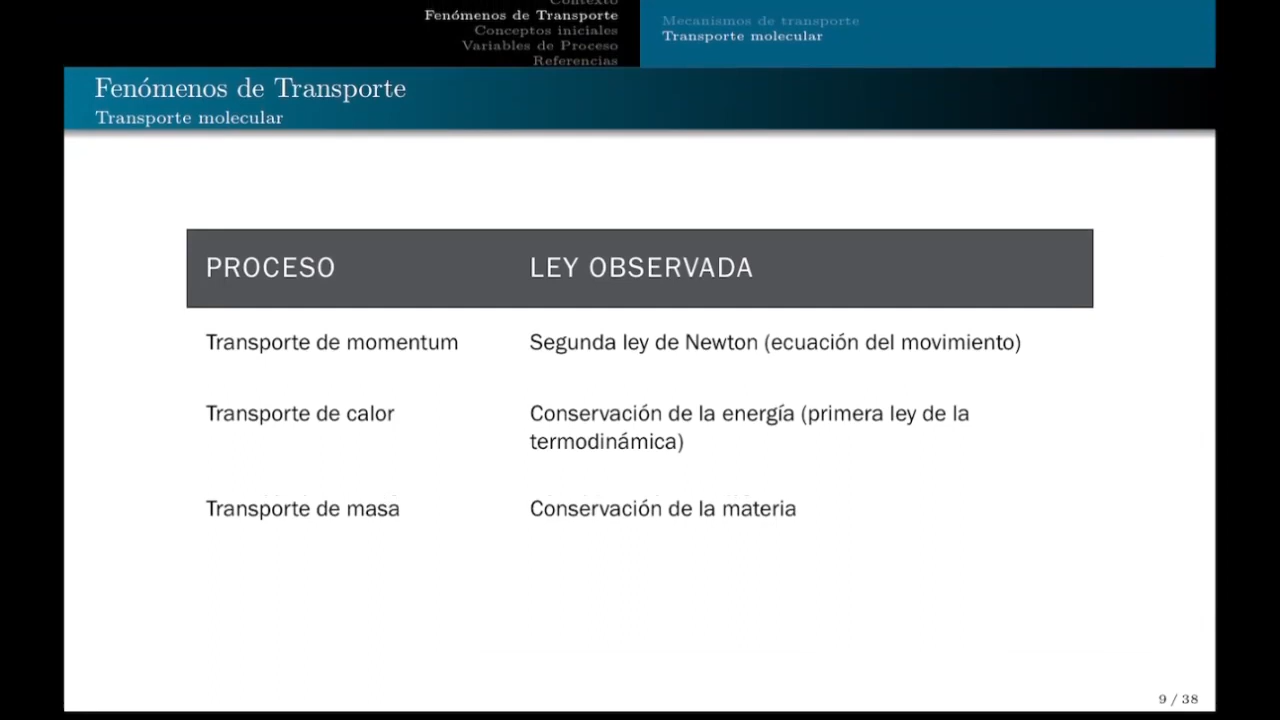 Contexto
Fenómenos de Transporte
Conceptos iniciales
Variables de Proceso
Referencias
Mecanismos de transporte
Transporte molecular
Fenómenos de Transporte
Transporte molecular
PROCESO LEY OBSERVADA
Transporte de momentum Segunda ley de Newton (ecuación del movimiento)
Transporte de calor Conservación de la energía (primera ley de la
termodinámica)
Transporte de masa Conservación de la materia
9 / 38